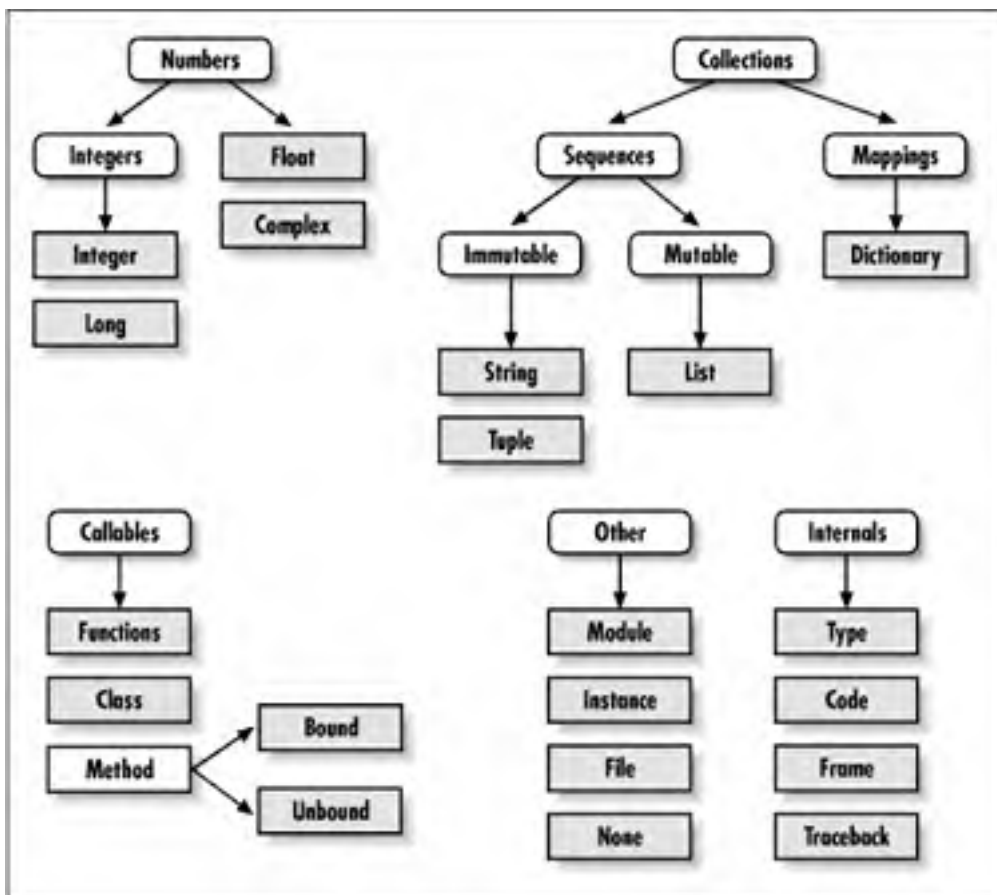 Numbers
Integers
Float
Complex
Integer
Long
Collections
Sequences
Mappings
Immutable
Mutable
Dictionary
String
List
Tuple
Callables
Functions
Class
Method
Bound
Unbound
Other
Module
Instance
File
None
Internals
Type
Code
Frame
Traceback